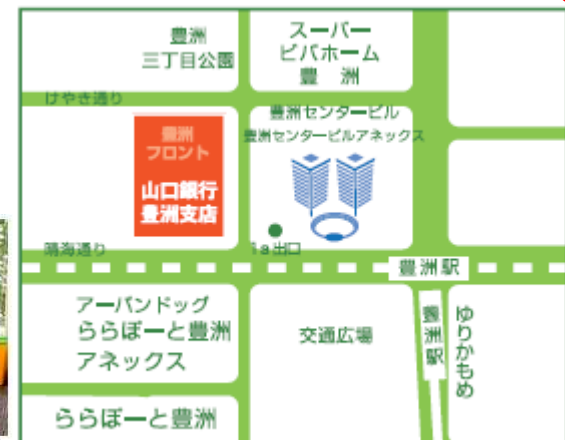 豊洲
三丁目公園
スーパー
ビバホーム
豊 洲
けやき通り
豊洲センタービル
豊洲センタービルアネックス
豊洲
フロント
山口銀行
豊洲支店
晴海通り
1a出口
豊洲駅
アーバンドッグ
ららぽーと豊洲
アネックス
交通広場
豊洲駅
ゆりかもめ
ららぽーと豊洲